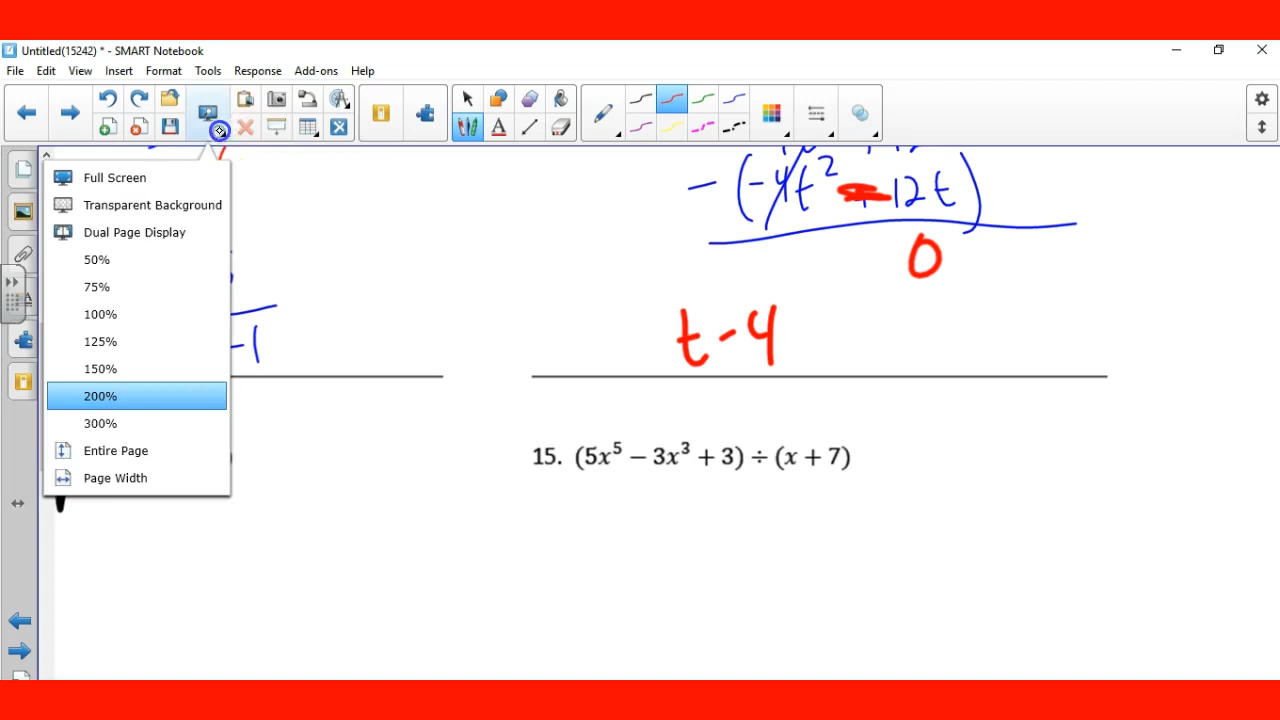 Untitled(15242) * - SMART Notebook
File Edit View Insert Format Tools Response Add-ons Help
Full Screen
Transparent Background
Dual Page Display
50%
75%
100%
125%
150%
200%
300%
Entire Page
Page Width
-1
- (-4t² 12t)
0
t - 4
15. (5x⁵ − 3x³ + 3) ÷ (x + 7)